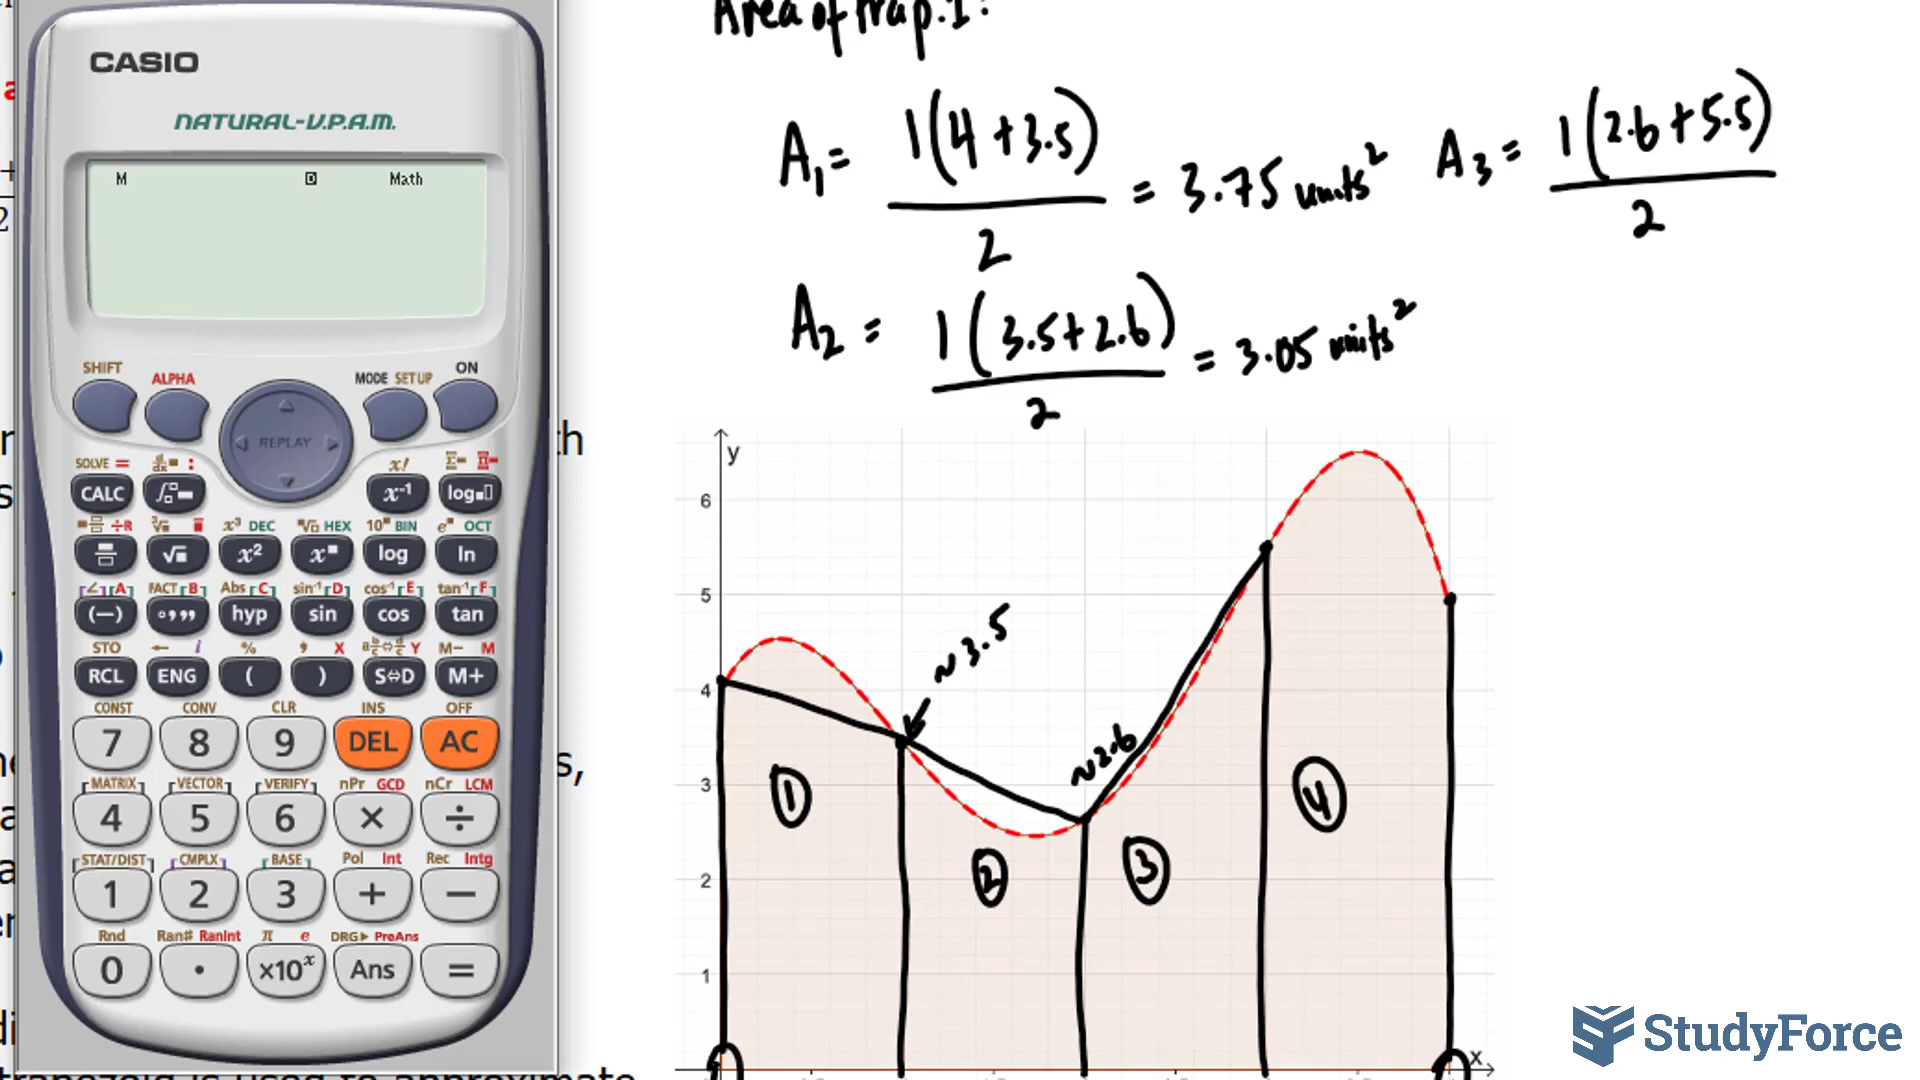 Area of trap. 1:
A₁ = 1(4 + 3.5) / 2 = 3.75 units²
A₃ = 1(2.6 + 5.5) / 2
A₂ = 1(3.5 + 2.6) / 2 = 3.05 units²
CASIO
NATURAL-V.P.A.M.
M D Math
SHIFT ALPHA MODE SETUP ON
REPLAY
SOLVE = d/dx : x! Σ Π
CALC ∫ x⁻¹ log
÷R x³ DEC HEX 10 BIN e OCT
√ x² x■ log ln
∠ A FACT B Abs C sin⁻¹ D cos⁻¹ E tan⁻¹ F
(−) °,,, hyp sin cos tan
STO ← i % , X Y M− M
RCL ENG ( ) S⇔D M+
CONST CONV CLR INS OFF
7 8 9 DEL AC
MATRIX VECTOR VERIFY nPr GCD nCr LCM
4 5 6 × ÷
STAT/DIST CMPLX BASE Pol Int Rec Intg
1 2 3 + −
Rnd Ran# RanInt π e DRG▶ PreAns
0 . ×10ˣ Ans =
y
6
5
4
3
2
1
x
~3.5
~2.6
1
2
3
4
StudyForce